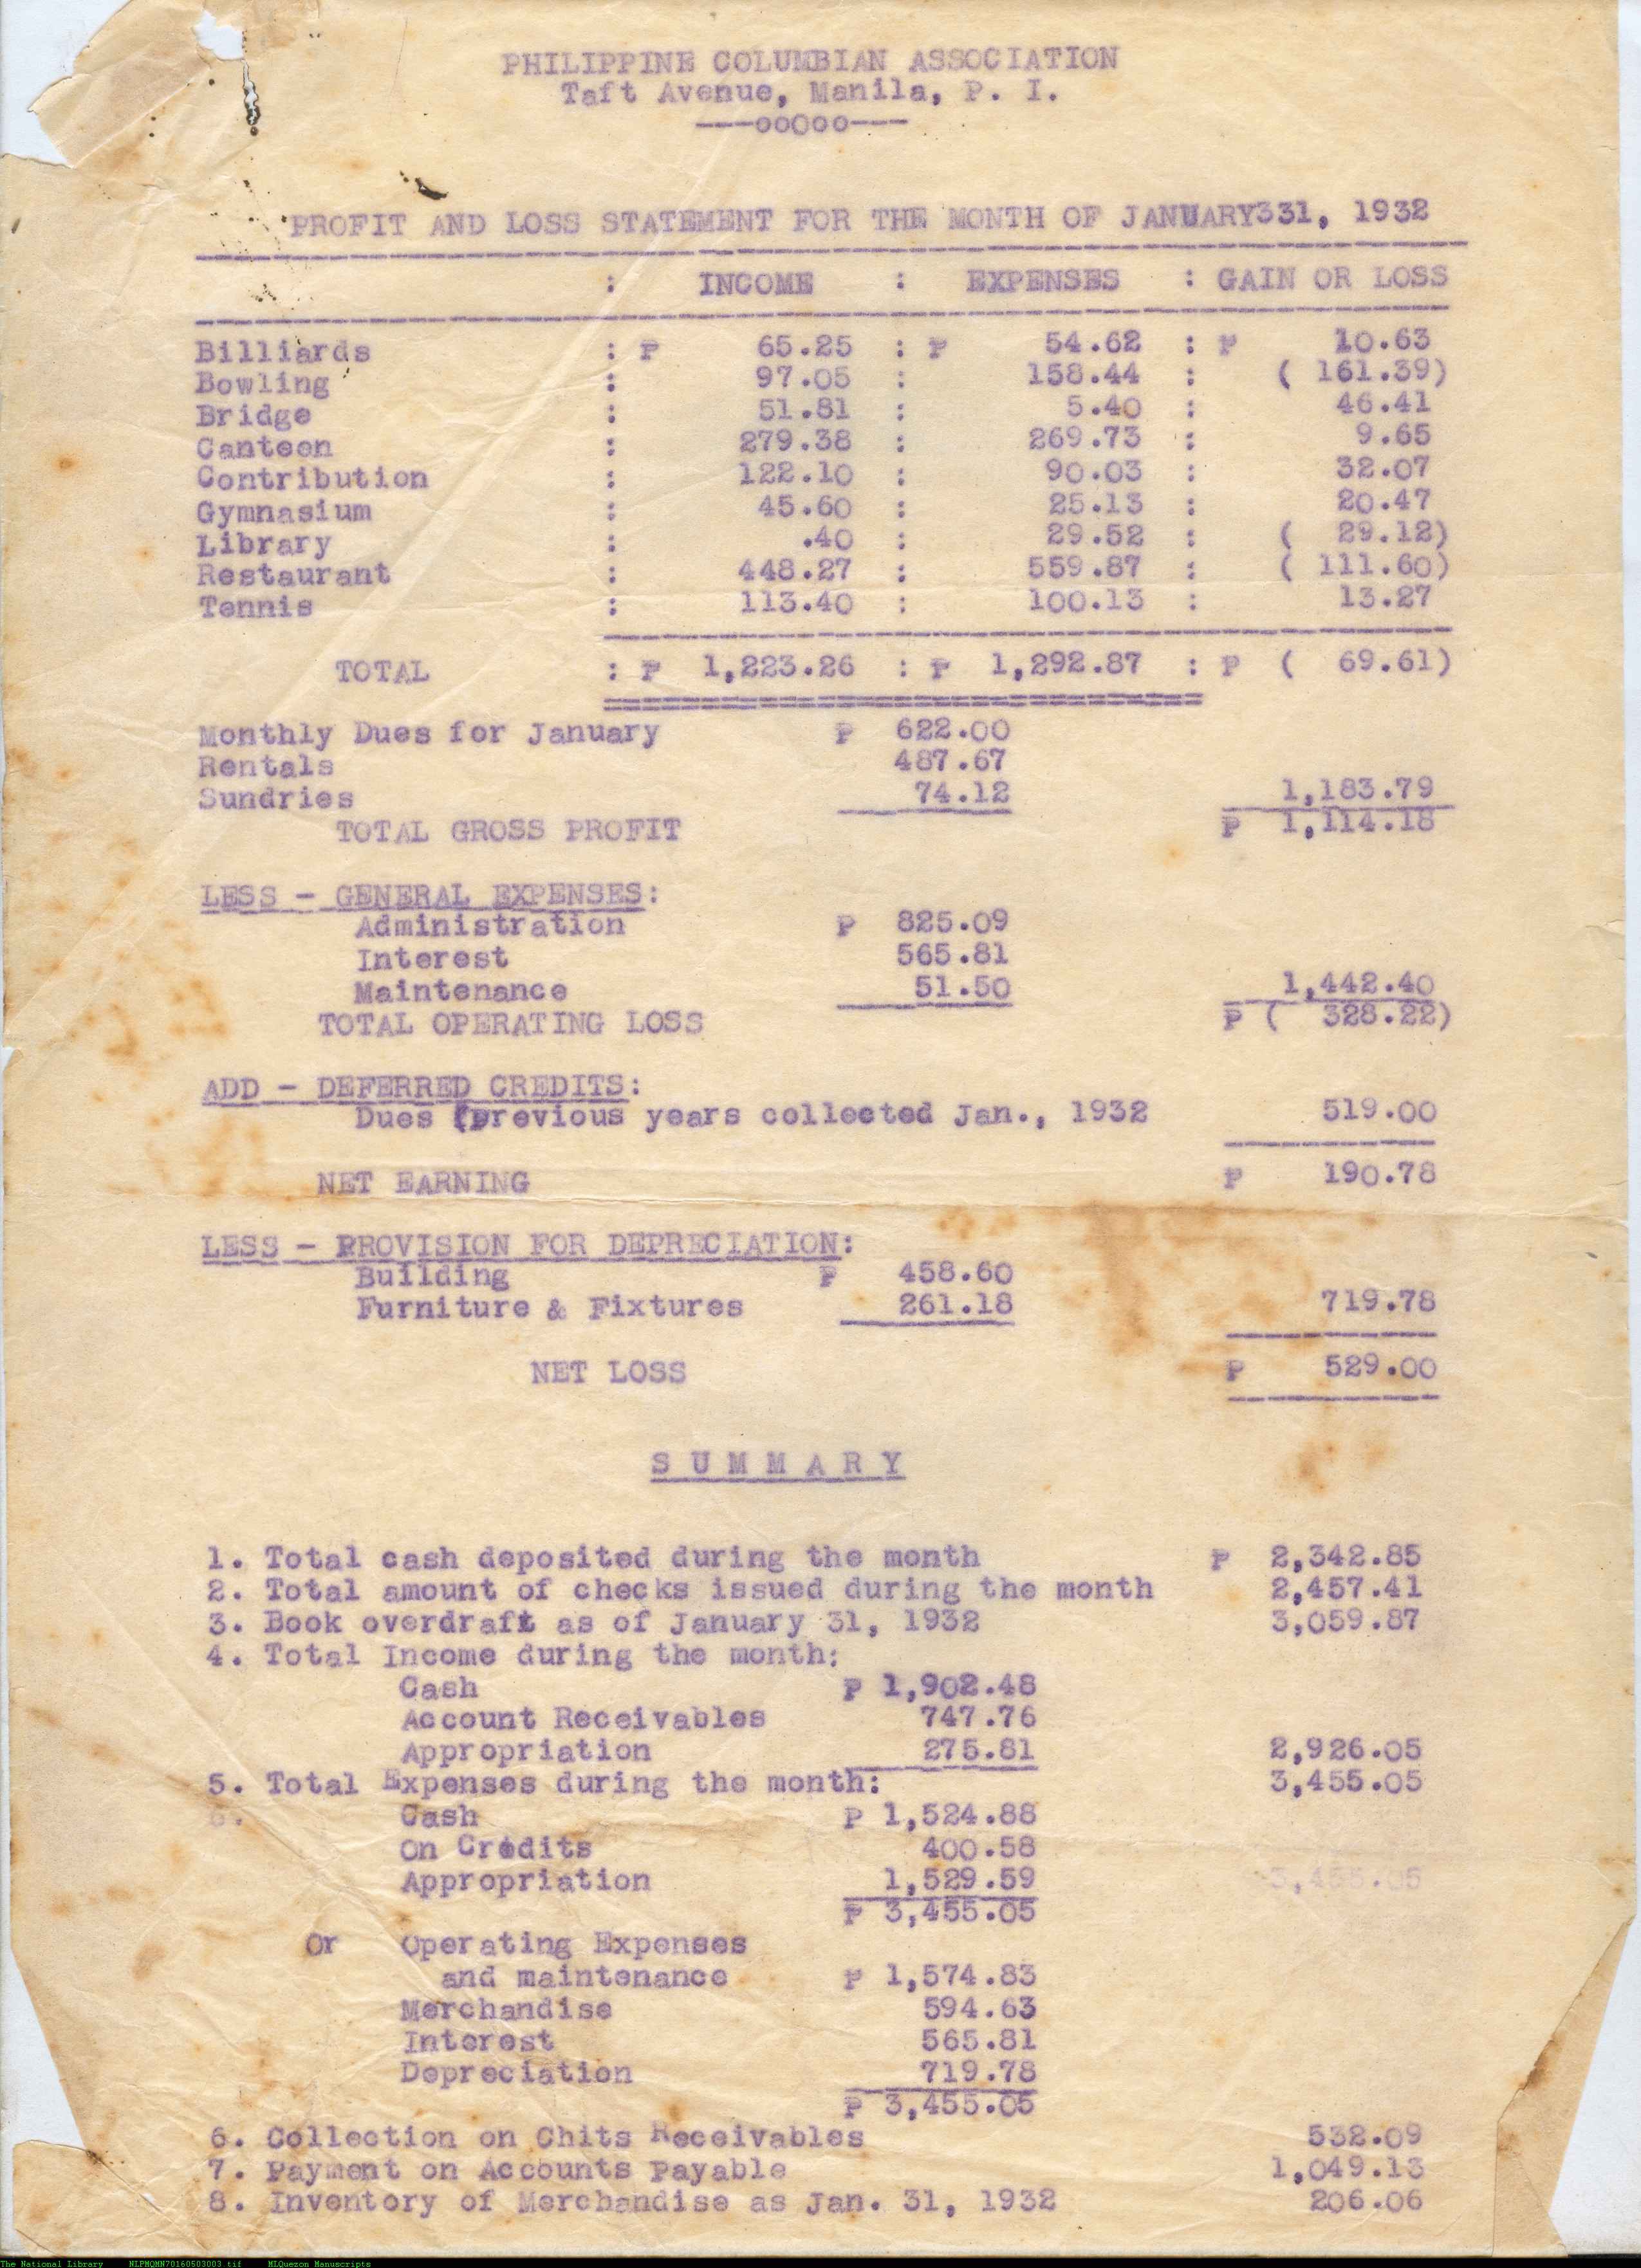 PHILIPPINE COLUMBIAN ASSOCIATION
Taft Avenue, Manila, P. I.
---ooOoo---
PROFIT AND LOSS STATEMENT FOR THE MONTH OF JANUARY331, 1932
: INCOME : EXPENSES : GAIN OR LOSS
Billiards : ₱ 65.25 : ₱ 54.62 : ₱ 10.63
Bowling : 97.05 : 158.44 : ( 161.39)
Bridge : 51.81 : 5.40 : 46.41
Canteen : 279.38 : 269.73 : 9.65
Contribution : 122.10 : 90.03 : 32.07
Gymnasium : 45.60 : 25.13 : 20.47
Library : .40 : 29.52 : ( 29.12)
Restaurant : 448.27 : 559.87 : ( 111.60)
Tennis : 113.40 : 100.13 : 13.27
TOTAL : ₱ 1,223.26 : ₱ 1,292.87 : ₱ ( 69.61)
Monthly Dues for January ₱ 622.00
Rentals 487.67
Sundries 74.12 1,183.79
TOTAL GROSS PROFIT ₱ 1,114.18
LESS - GENERAL EXPENSES:
Administration ₱ 825.09
Interest 565.81
Maintenance 51.50 1,442.40
TOTAL OPERATING LOSS ₱ ( 328.22)
ADD - DEFERRED CREDITS:
Dues (previous years collected Jan., 1932 519.00
NET EARNING ₱ 190.78
LESS - PROVISION FOR DEPRECIATION:
Building ₱ 458.60
Furniture & Fixtures 261.18 719.78
NET LOSS ₱ 529.00
S U M M A R Y
1. Total cash deposited during the month ₱ 2,342.85
2. Total amount of checks issued during the month 2,457.41
3. Book overdraft as of January 31, 1932 3,059.87
4. Total Income during the month:
Cash ₱ 1,902.48
Account Receivables 747.76
Appropriation 275.81 2,926.05
5. Total Expenses during the month: 3,455.05
6. Cash ₱ 1,524.88
On Credits 400.58
Appropriation 1,529.59 3,455.05
₱ 3,455.05
Or Operating Expenses
and maintenance ₱ 1,574.83
Merchandise 594.63
Interest 565.81
Depreciation 719.78
₱ 3,455.05
6. Collection on Chits Receivables 532.09
7. Payment on Accounts Payable 1,049.13
8. Inventory of Merchandise as Jan. 31, 1932 206.06
The National Library NLPMQMN70160503003.tif MLQuezon Manuscripts